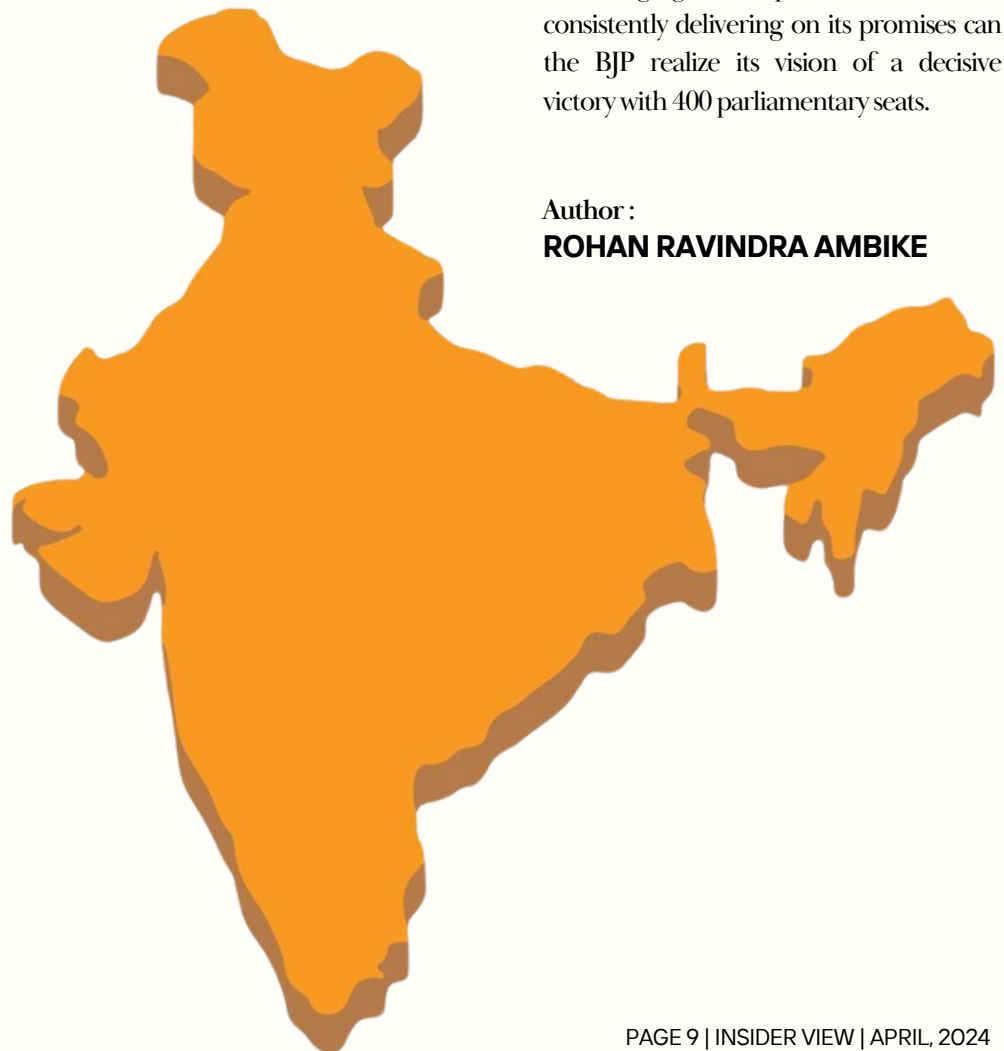 consistently delivering on its promises can
the BJP realize its vision of a decisive
victory with 400 parliamentary seats.
Author :
ROHAN RAVINDRA AMBIKE
PAGE 9 | INSIDER VIEW | APRIL, 2024